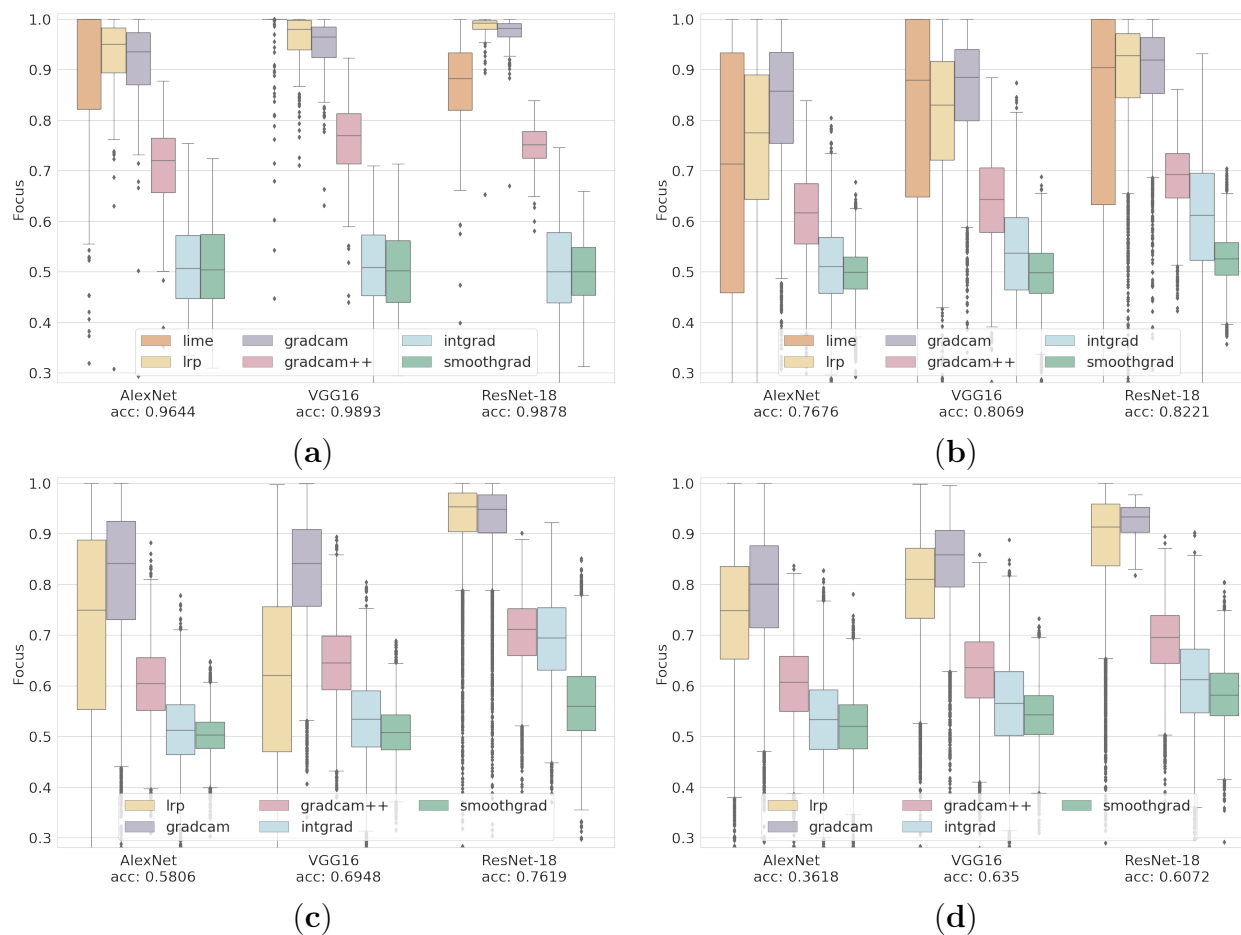 1.0
0.9
0.8
0.7
0.6
0.5
0.4
0.3
Focus
lime gradcam intgrad
lrp gradcam++ smoothgrad
AlexNet VGG16 ResNet-18
acc: 0.9644 acc: 0.9893 acc: 0.9878
(a)
1.0
0.9
0.8
0.7
0.6
0.5
0.4
0.3
Focus
lime gradcam intgrad
lrp gradcam++ smoothgrad
AlexNet VGG16 ResNet-18
acc: 0.7676 acc: 0.8069 acc: 0.8221
(b)
1.0
0.9
0.8
0.7
0.6
0.5
0.4
0.3
Focus
lrp gradcam++ smoothgrad
gradcam intgrad
AlexNet VGG16 ResNet-18
acc: 0.5806 acc: 0.6948 acc: 0.7619
(c)
1.0
0.9
0.8
0.7
0.6
0.5
0.4
0.3
Focus
lrp gradcam++ smoothgrad
gradcam intgrad
AlexNet VGG16 ResNet-18
acc: 0.3618 acc: 0.635 acc: 0.6072
(d)